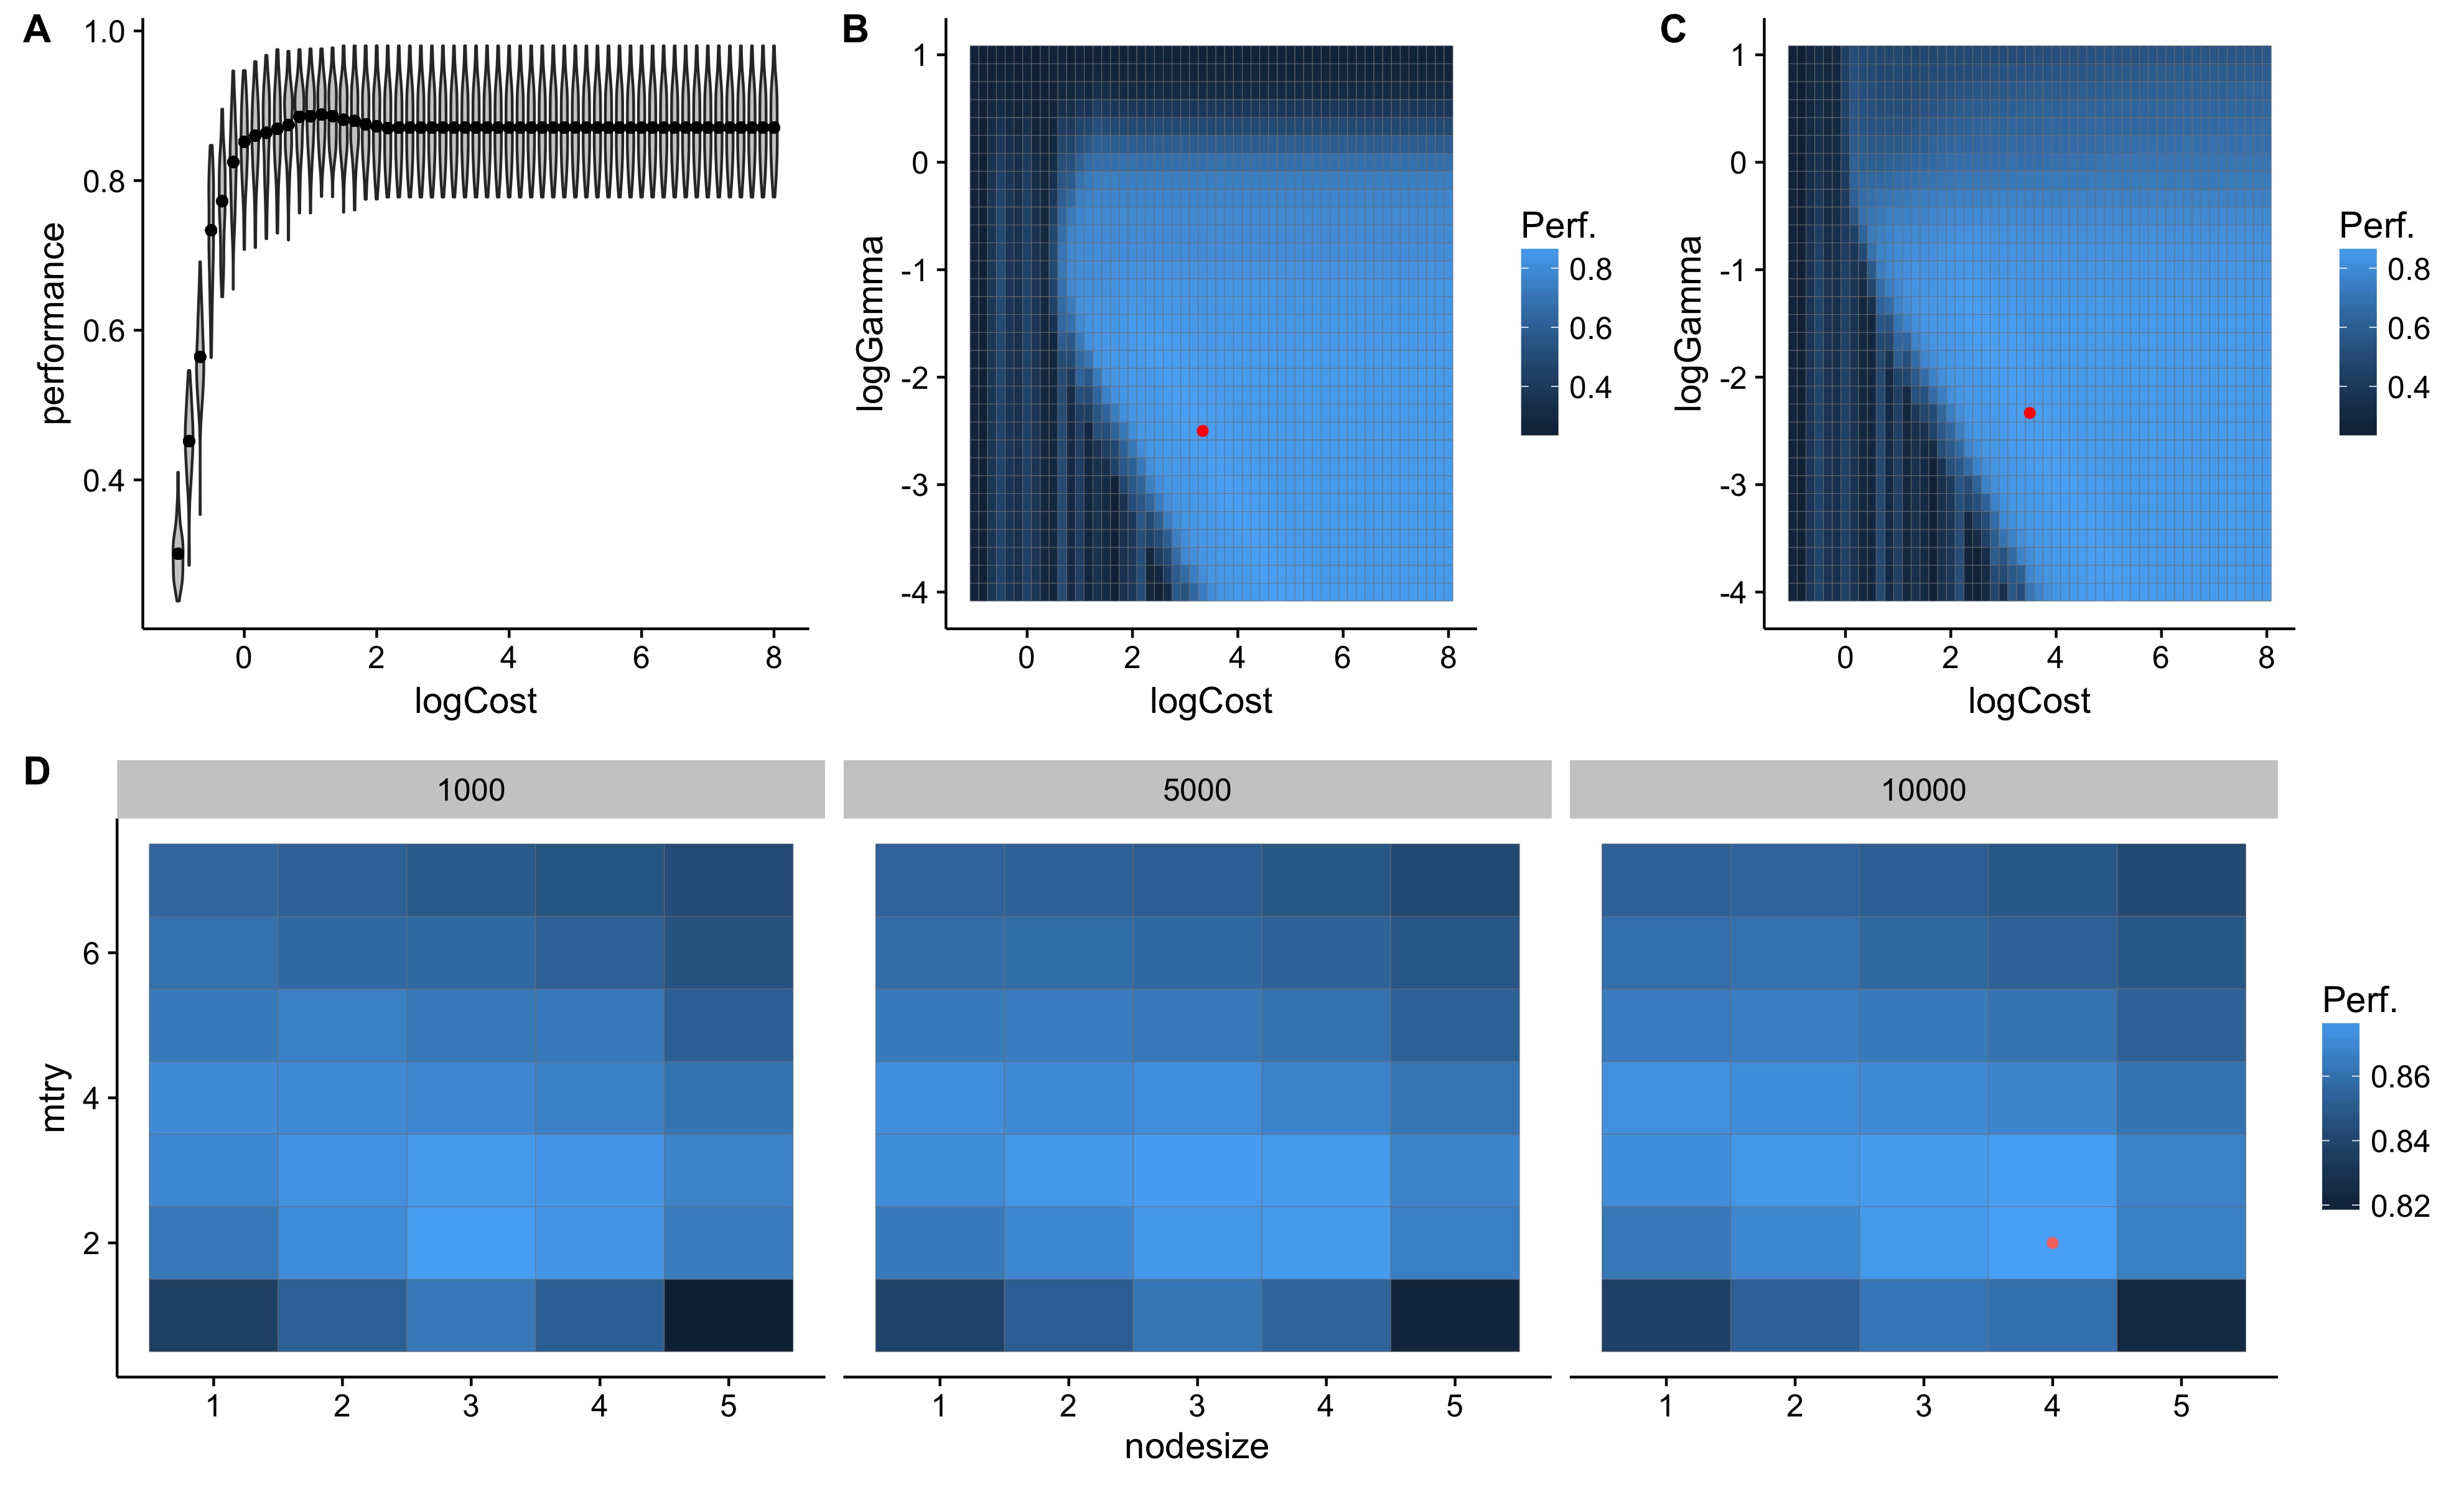 A
1.0
0.8
0.6
0.4
performance
0 2 4 6 8
logCost
B
1
0
-1
-2
-3
-4
logGamma
0 2 4 6 8
logCost
Perf.
0.8
0.6
0.4
C
1
0
-1
-2
-3
-4
logGamma
0 2 4 6 8
logCost
Perf.
0.8
0.6
0.4
D
1000 5000 10000
6
4
2
mtry
1 2 3 4 5 1 2 3 4 5 1 2 3 4 5
nodesize
Perf.
0.86
0.84
0.82